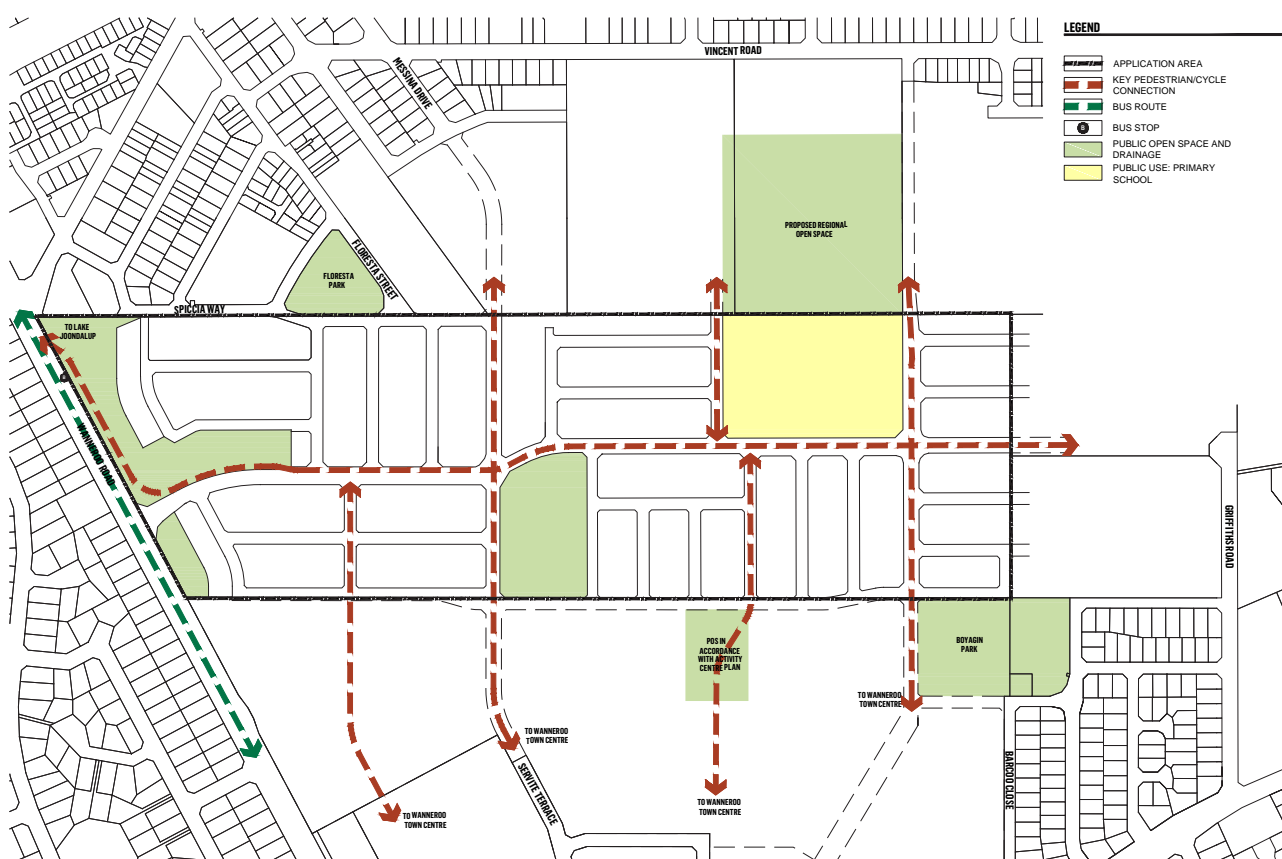 LEGEND
APPLICATION AREA
KEY PEDESTRIAN/CYCLE
CONNECTION
BUS ROUTE
B
BUS STOP
PUBLIC OPEN SPACE AND
DRAINAGE
PUBLIC USE: PRIMARY
SCHOOL
VINCENT ROAD
MESSINA DRIVE
PROPOSED REGIONAL
OPEN SPACE
FLORESTA STREET
FLORESTA
PARK
SPICCIA WAY
TO LAKE
JOONDALUP
B
WANNEROO ROAD
GRIFFITHS ROAD
POS IN
ACCORDANCE
WITH ACTIVITY
CENTRE PLAN
BOYAGIN
PARK
TO WANNEROO
TOWN CENTRE
TO WANNEROO
TOWN CENTRE
SERVITE TERRACE
BARCOO CLOSE
TO WANNEROO
TOWN CENTRE
TO WANNEROO
TOWN CENTRE